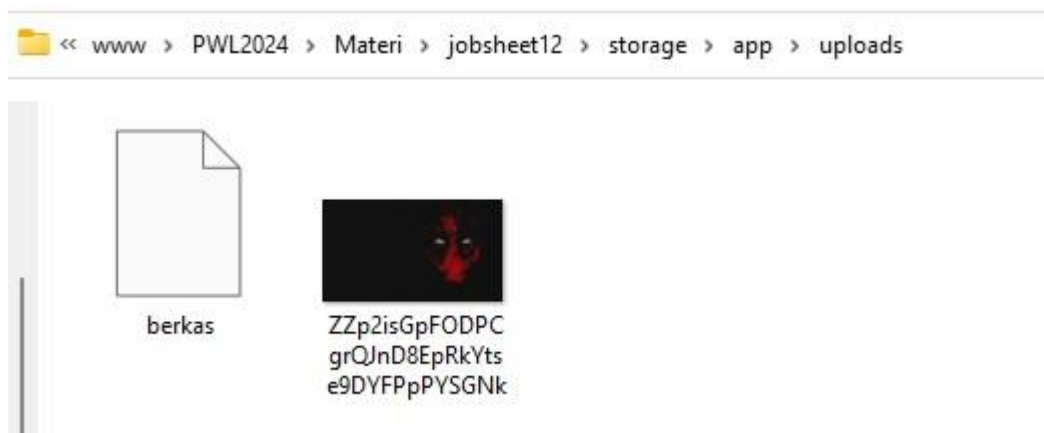 « www > PWL2024 > Materi > jobsheet12 > storage > app > uploads
berkas
ZZp2isGpFODPC
grQJnD8EpRkYts
e9DYFPpPYSGNk